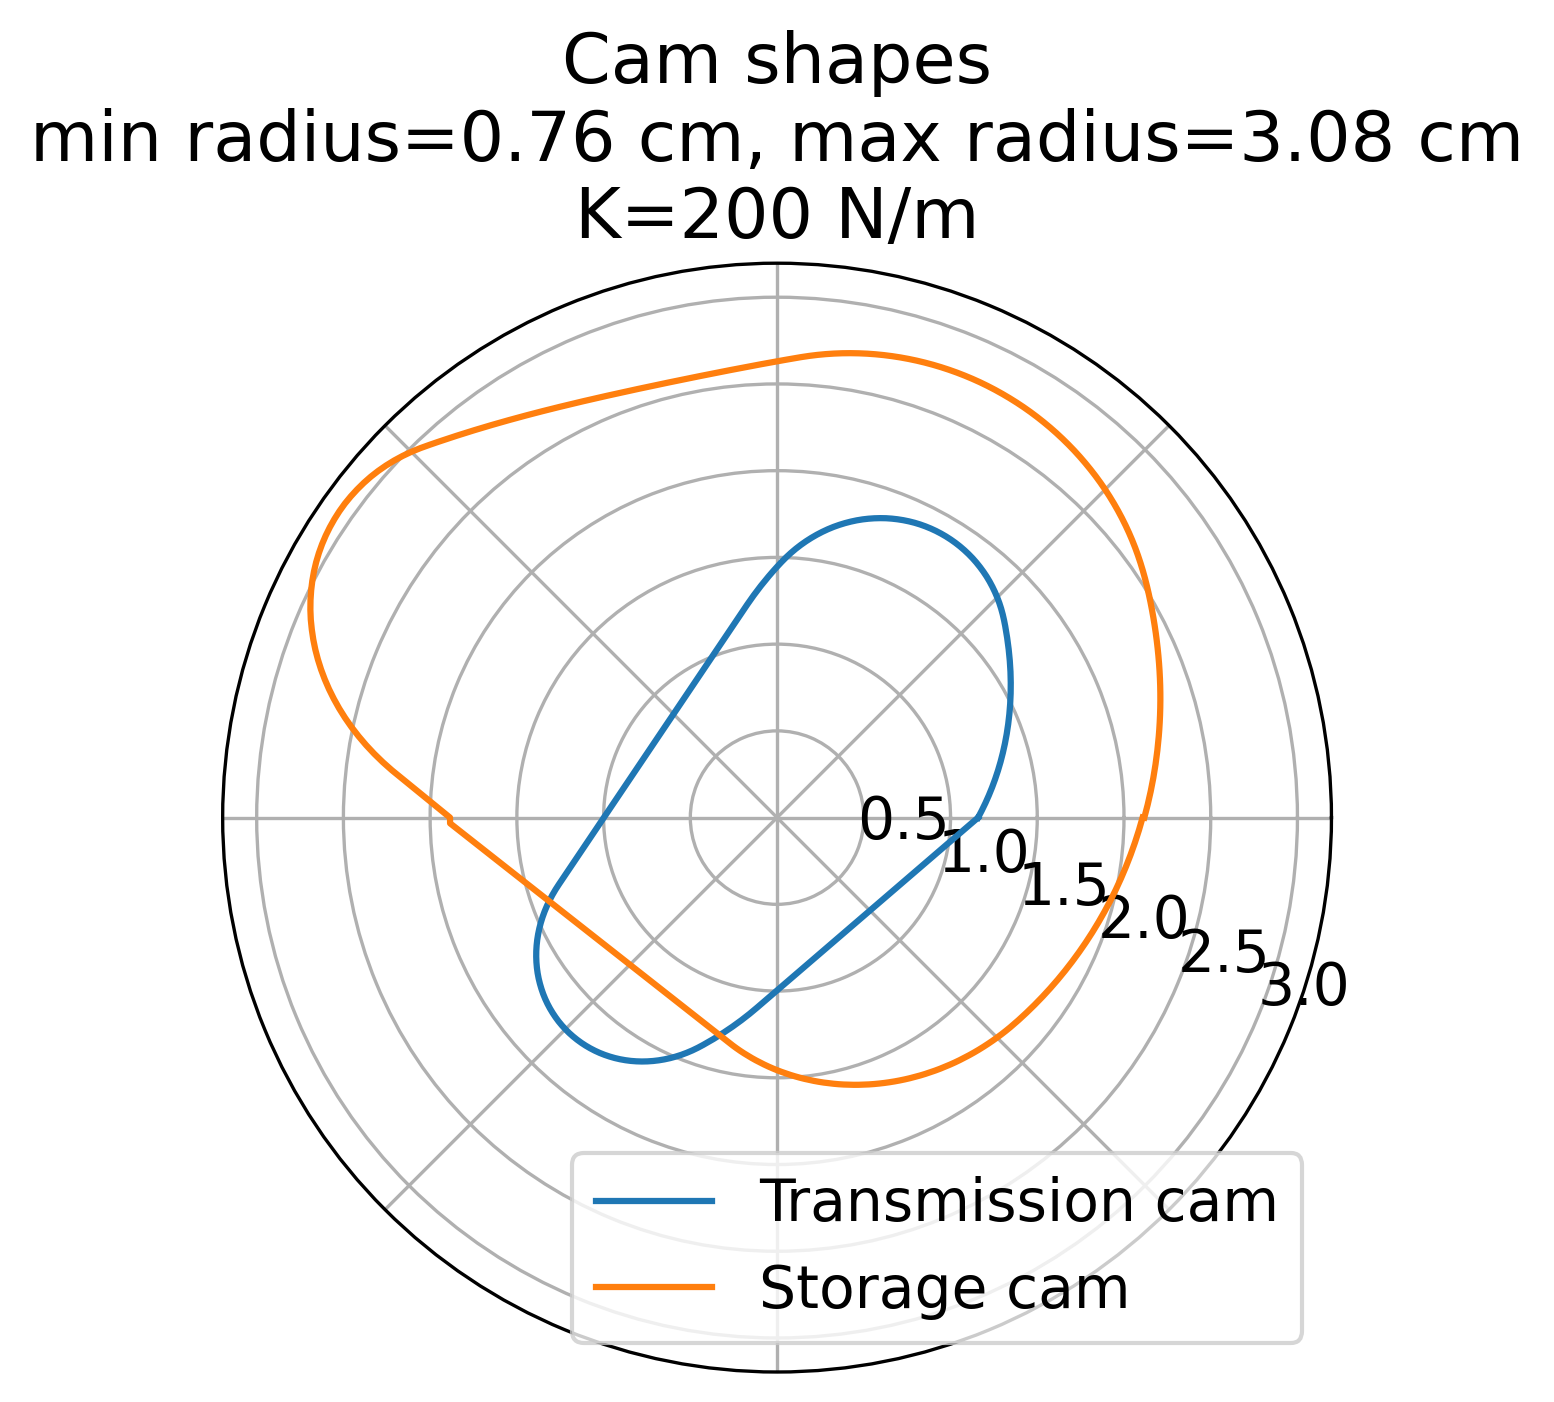 Cam shapes
min radius=0.76 cm, max radius=3.08 cm
K=200 N/m
0.5
1.0
1.5
2.0
2.5
3.0
Transmission cam
Storage cam